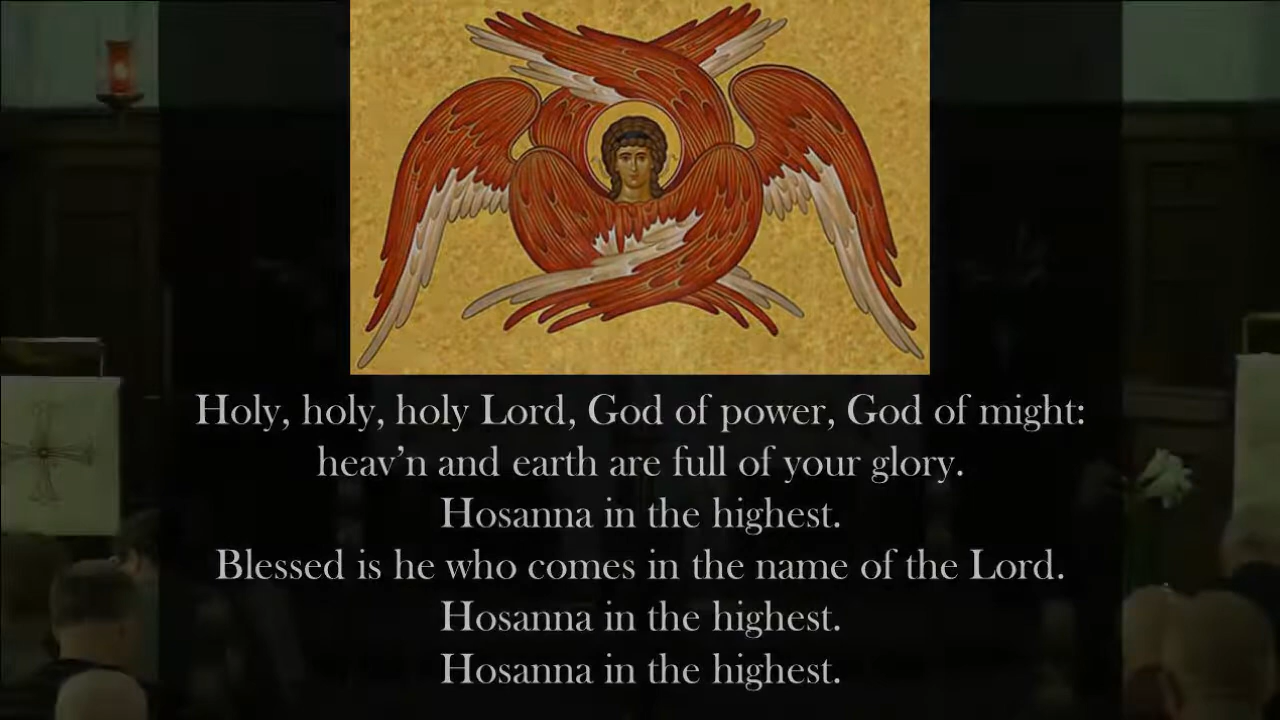 Holy, holy, holy Lord, God of power, God of might:
heav’n and earth are full of your glory.
Hosanna in the highest.
Blessed is he who comes in the name of the Lord.
Hosanna in the highest.
Hosanna in the highest.